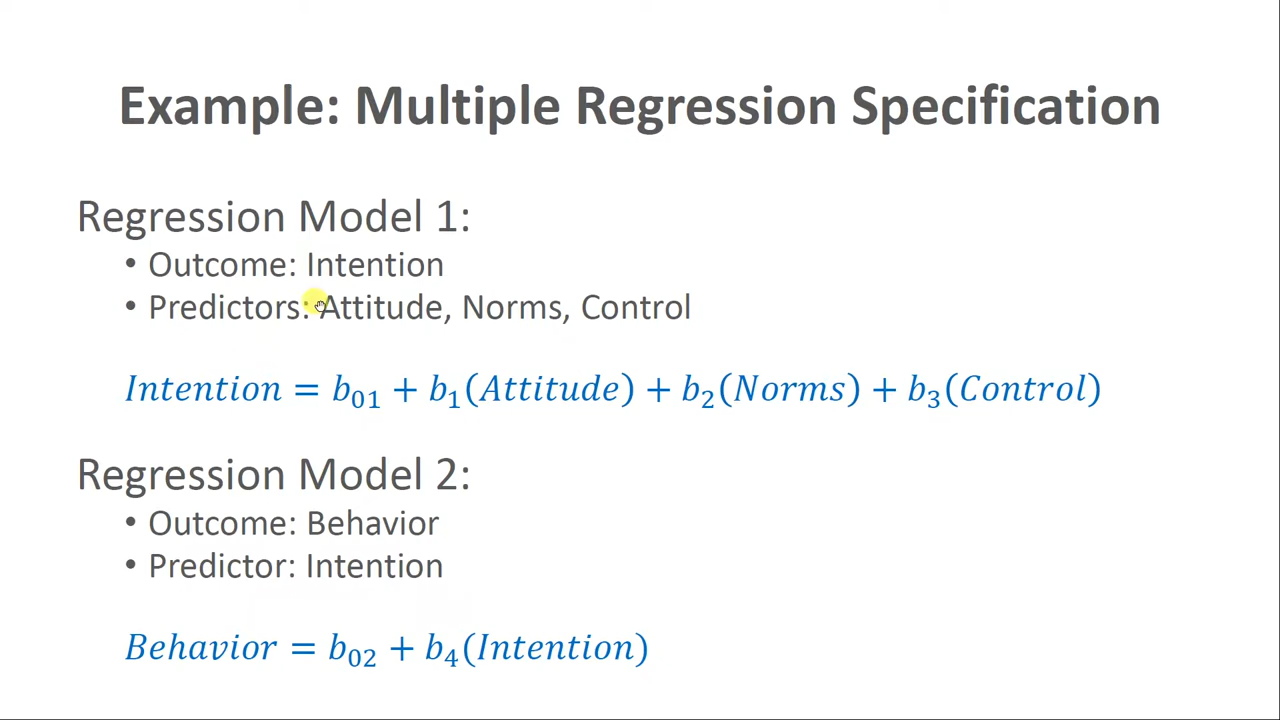 Example: Multiple Regression Specification
Regression Model 1:
• Outcome: Intention
• Predictors: Attitude, Norms, Control
Intention = b₀₁ + b₁(Attitude) + b₂(Norms) + b₃(Control)
Regression Model 2:
• Outcome: Behavior
• Predictor: Intention
Behavior = b₀₂ + b₄(Intention)